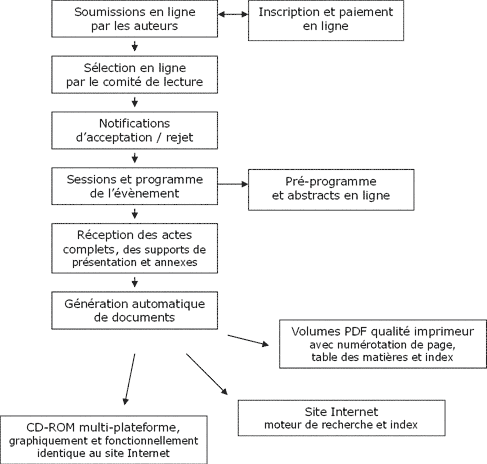 Soumissions en ligne
par les auteurs
Inscription et paiement
en ligne
Sélection en ligne
par le comité de lecture
Notifications
d'acceptation / rejet
Sessions et programme
de l'évènement
Pré-programme
et abstracts en ligne
Réception des actes
complets, des supports de
présentation et annexes
Génération automatique
de documents
Volumes PDF qualité imprimeur
avec numérotation de page,
table des matières et index
Site Internet
moteur de recherche et index
CD-ROM multi-plateforme,
graphiquement et fonctionnellement
identique au site Internet